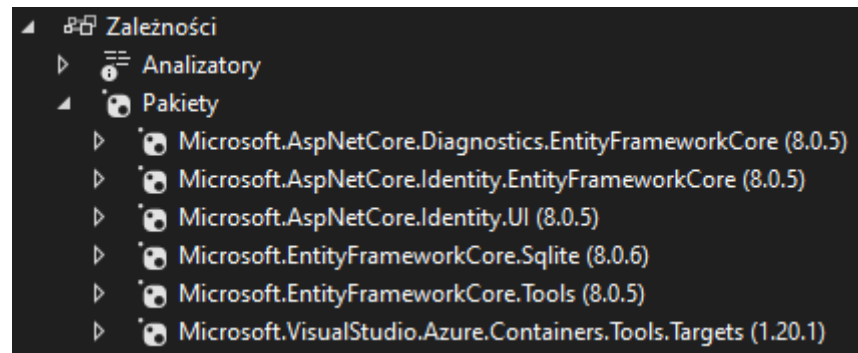 Zależności
Analizatory
Pakiety
Microsoft.AspNetCore.Diagnostics.EntityFrameworkCore (8.0.5)
Microsoft.AspNetCore.Identity.EntityFrameworkCore (8.0.5)
Microsoft.AspNetCore.Identity.UI (8.0.5)
Microsoft.EntityFrameworkCore.Sqlite (8.0.6)
Microsoft.EntityFrameworkCore.Tools (8.0.5)
Microsoft.VisualStudio.Azure.Containers.Tools.Targets (1.20.1)